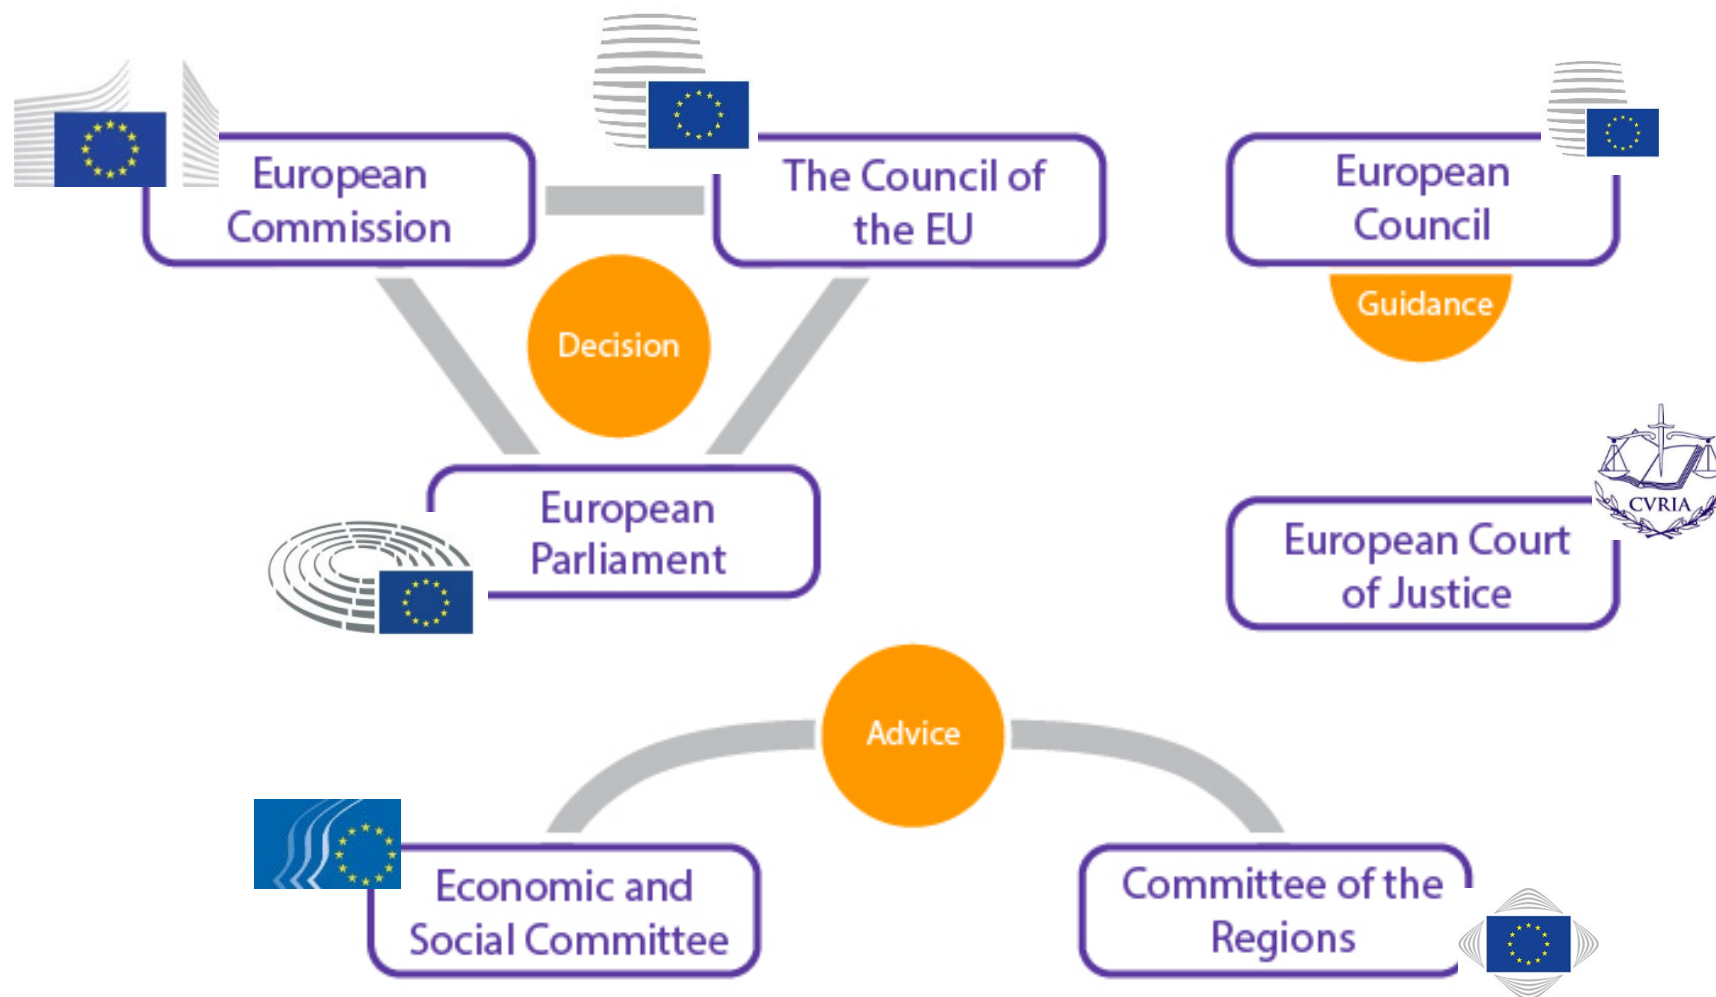 European
Commission
The Council of
the EU
European
Council
Decision
Guidance
European
Parliament
CVRIA
European Court
of Justice
Advice
Economic and
Social Committee
Committee of the
Regions